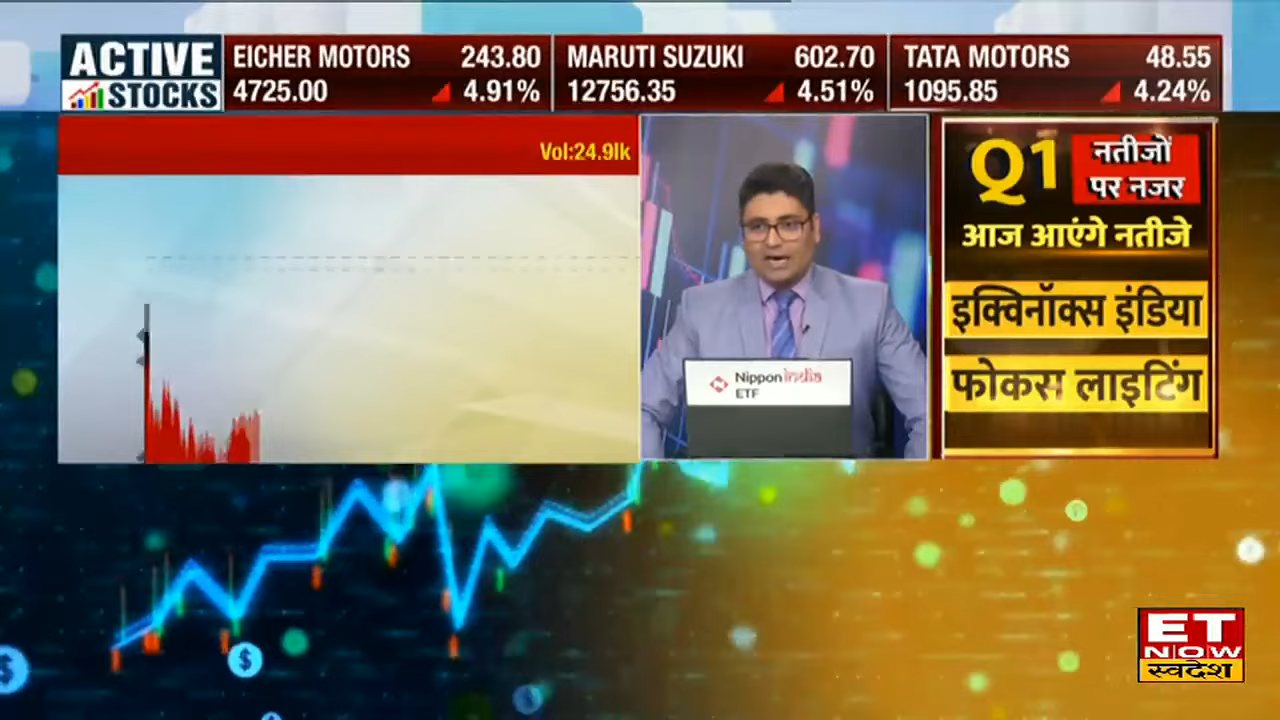 ACTIVE STOCKS
EICHER MOTORS 243.80
4725.00 4.91%
MARUTI SUZUKI 602.70
12756.35 4.51%
TATA MOTORS 48.55
1095.85 4.24%
Vol:24.9lk
Nippon india
ETF
Q1 नतीजों
पर नजर
आज आएंगे नतीजे
इक्विनॉक्स इंडिया
फोकस लाइटिंग
ET
NOW
स्वदेश